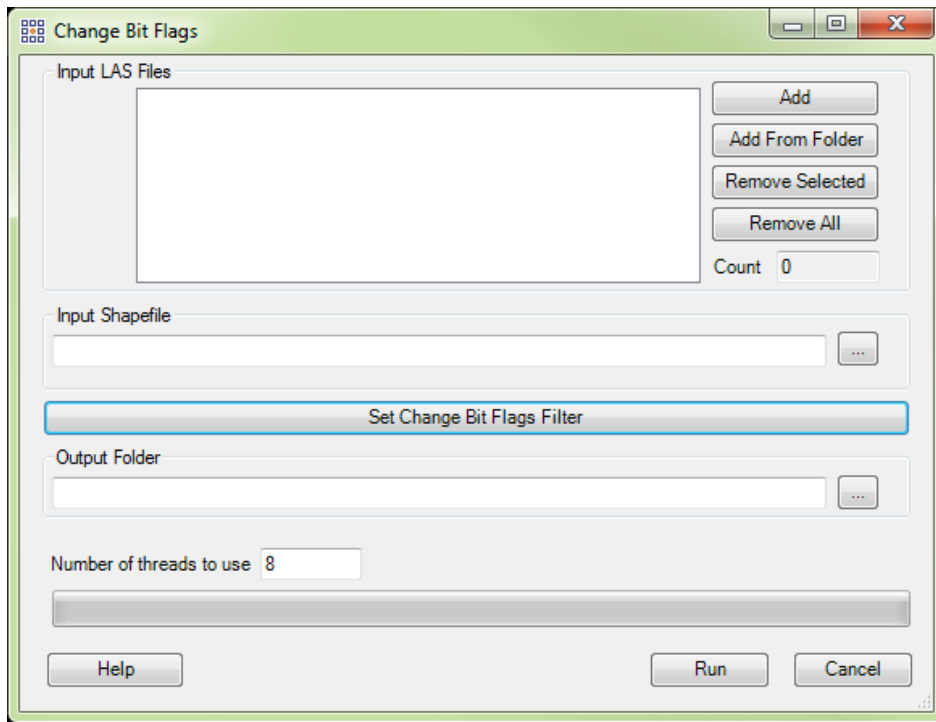 Change Bit Flags
Input LAS Files
Add
Add From Folder
Remove Selected
Remove All
Count 0
Input Shapefile
...
Set Change Bit Flags Filter
Output Folder
...
Number of threads to use 8
Help Run Cancel